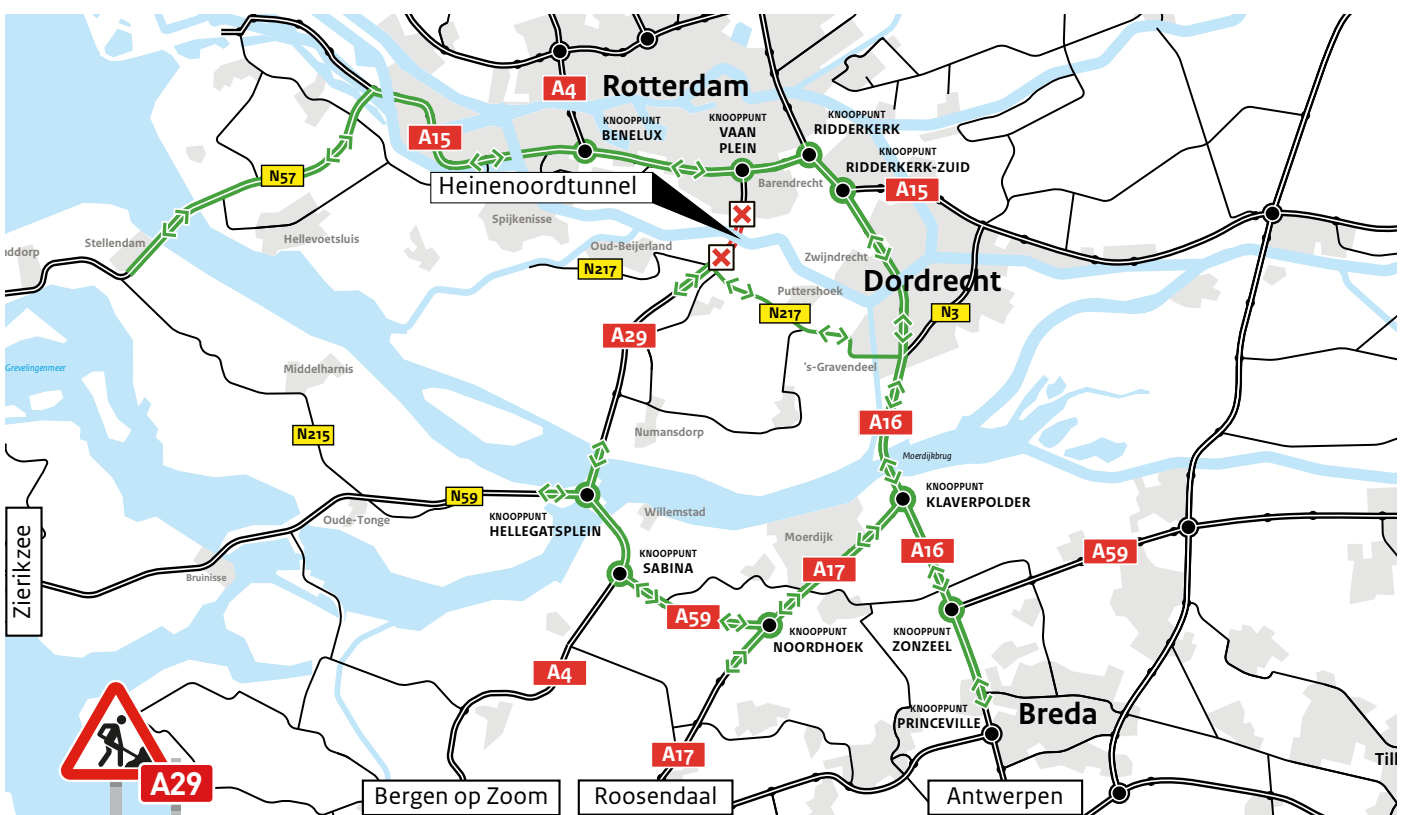 Rotterdam
A4
KNOOPPUNT
BENELUX
KNOOPPUNT
VAAN
PLEIN
KNOOPPUNT
RIDDERKERK
KNOOPPUNT
RIDDERKERK-ZUID
A15
A15
N57
Heinenoordtunnel
Barendrecht
Spijkenisse
Hellevoetsluis
Stellendam
ddorp
Oud-Beijerland
N217
Zwijndrecht
Dordrecht
Puttershoek
N217
N3
A29
's-Gravendeel
Grevelingenmeer
Middelharnis
A16
N215
Numansdorp
Moerdijkbrug
KNOOPPUNT
KLAVERPOLDER
N59
KNOOPPUNT
HELLEGATSPLEIN
Willemstad
Oude-Tonge
Moerdijk
A16
A59
KNOOPPUNT
SABINA
A17
Bruinisse
Zierikzee
A59
KNOOPPUNT
NOORDHOEK
KNOOPPUNT
ZONZEEL
A4
KNOOPPUNT
PRINCEVILLE
Breda
A17
Till
A29
Bergen op Zoom
Roosendaal
Antwerpen